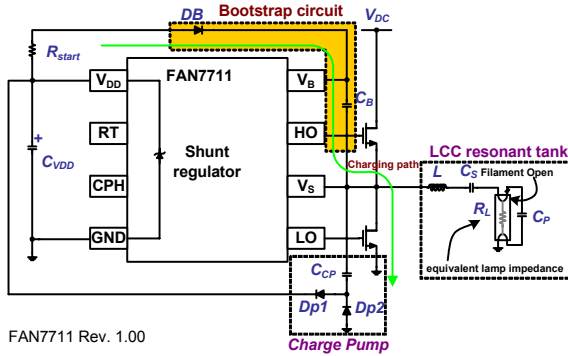 Bootstrap circuit
DB
VDC
Rstart
FAN7711
VDD
VB
CB
RT
HO
Shunt
regulator
Charging path
LCC resonant tank
CVDD
+
CPH
VS
L
CS
Filament Open
RL
CP
GND
LO
equivalent lamp impedance
CCP
Dp1
Dp2
FAN7711 Rev. 1.00
Charge Pump